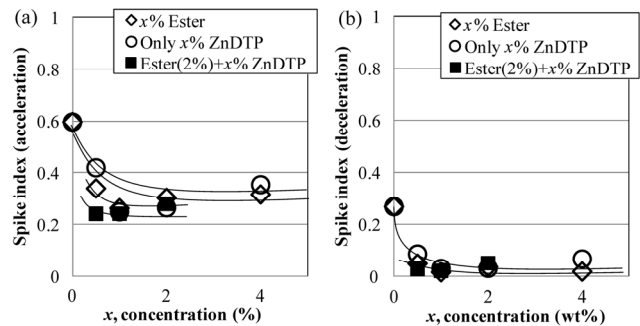 (a)
x% Ester
Only x% ZnDTP
Ester(2%)+x% ZnDTP
Spike index (acceleration)
1
0.8
0.6
0.4
0.2
0
0
2
4
x, concentration (%)
(b)
x% Ester
Only x% ZnDTP
Ester(2%)+x% ZnDTP
Spike index (deceleration)
1
0.8
0.6
0.4
0.2
0
0
2
4
x, concentration (wt%)